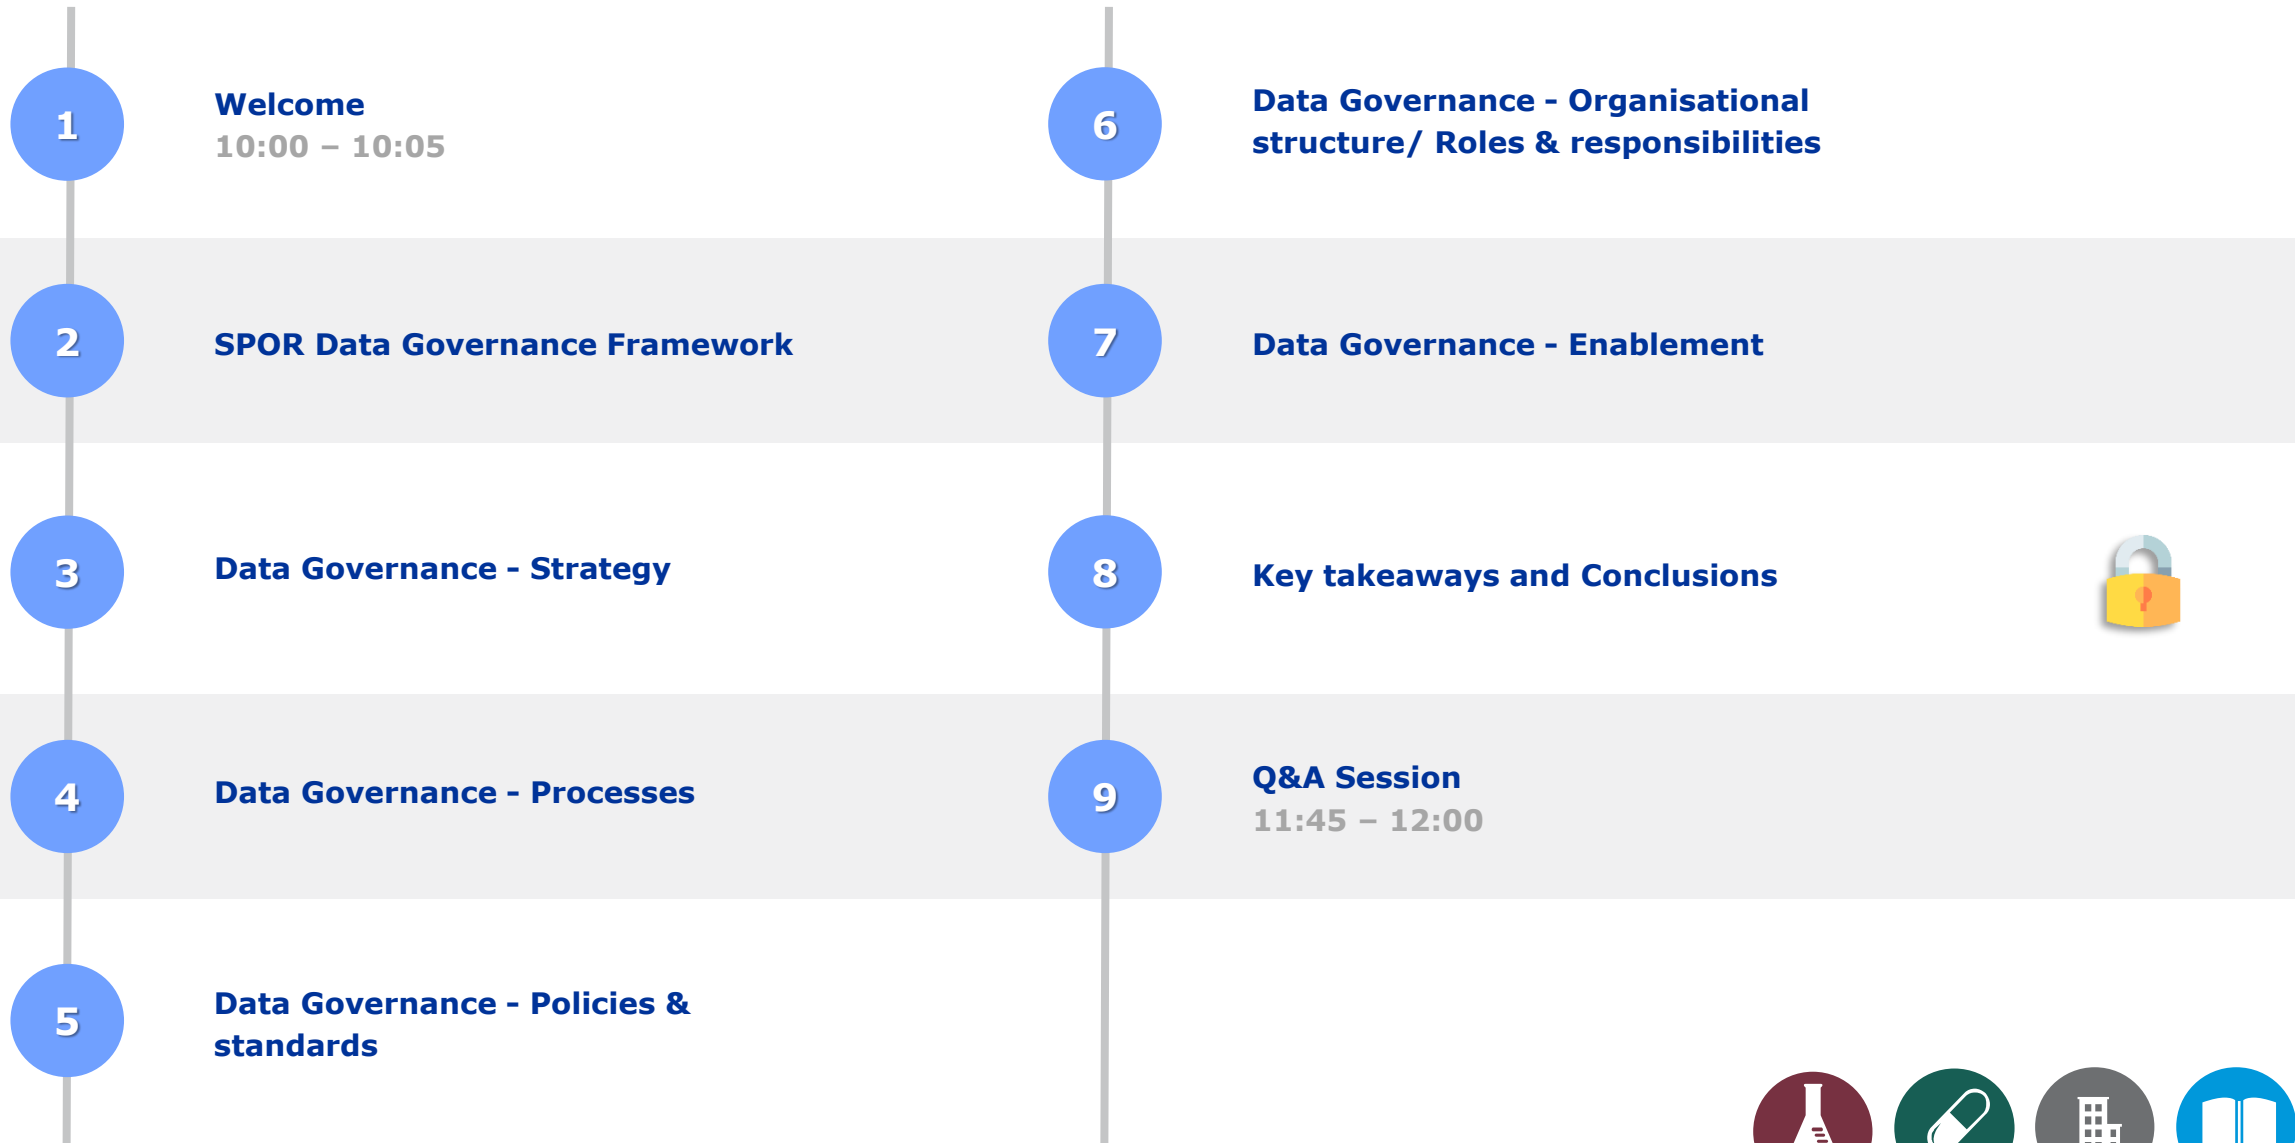 1
Welcome
10:00 – 10:05
2
SPOR Data Governance Framework
3
Data Governance - Strategy
4
Data Governance - Processes
5
Data Governance - Policies &
standards
6
Data Governance - Organisational
structure/ Roles & responsibilities
7
Data Governance - Enablement
8
Key takeaways and Conclusions
9
Q&A Session
11:45 – 12:00